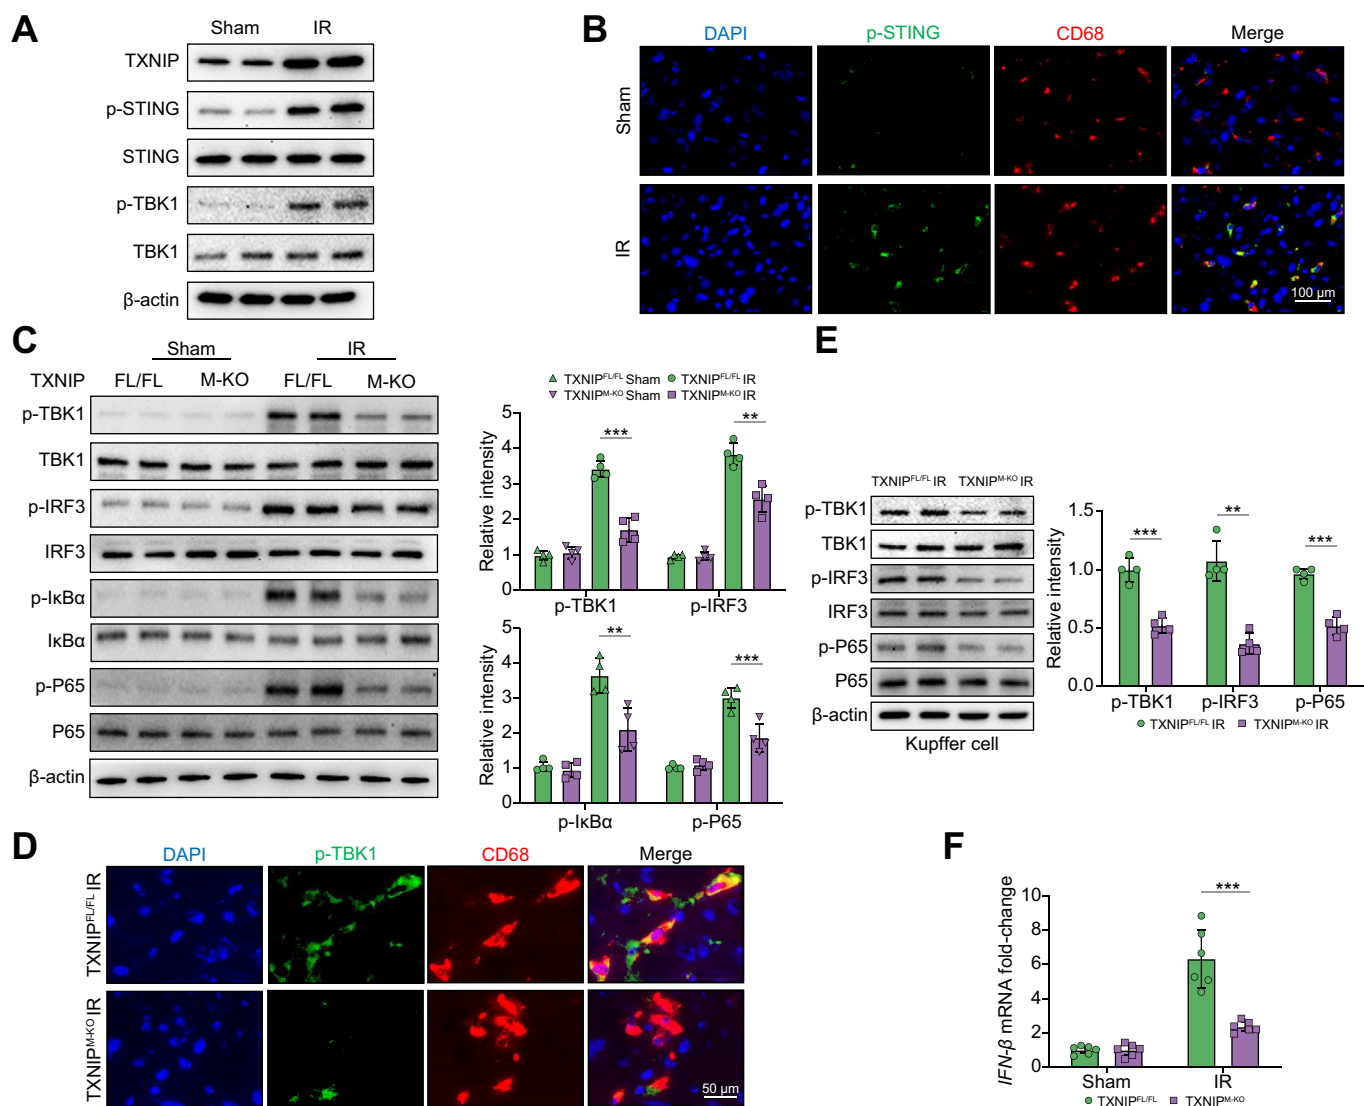 A
Sham IR
TXNIP
p-STING
STING
p-TBK1
TBK1
β-actin
B
DAPI p-STING CD68 Merge
Sham
IR
100 µm
C
Sham IR
TXNIP FL/FL M-KO FL/FL M-KO
p-TBK1
TBK1
p-IRF3
IRF3
p-IκBα
IκBα
p-P65
P65
β-actin
TXNIPFL/FL Sham TXNIPFL/FL IR
TXNIPM-KO Sham TXNIPM-KO IR
Relative intensity
5
4
3
2
1
0
*** **
p-TBK1 p-IRF3
Relative intensity
5
4
3
2
1
0
** ***
p-IκBα p-P65
D
DAPI p-TBK1 CD68 Merge
TXNIPFL/FL IR
TXNIPM-KO IR
50 µm
E
TXNIPFL/FL IR TXNIPM-KO IR
p-TBK1
TBK1
p-IRF3
IRF3
p-P65
P65
β-actin
Kupffer cell
Relative intensity
1.5
1.0
0.5
0.0
*** ** ***
p-TBK1 p-IRF3 p-P65
TXNIPFL/FL IR TXNIPM-KO IR
F
IFN-β mRNA fold-change
10
8
6
4
2
0
***
Sham IR
TXNIPFL/FL TXNIPM-KO